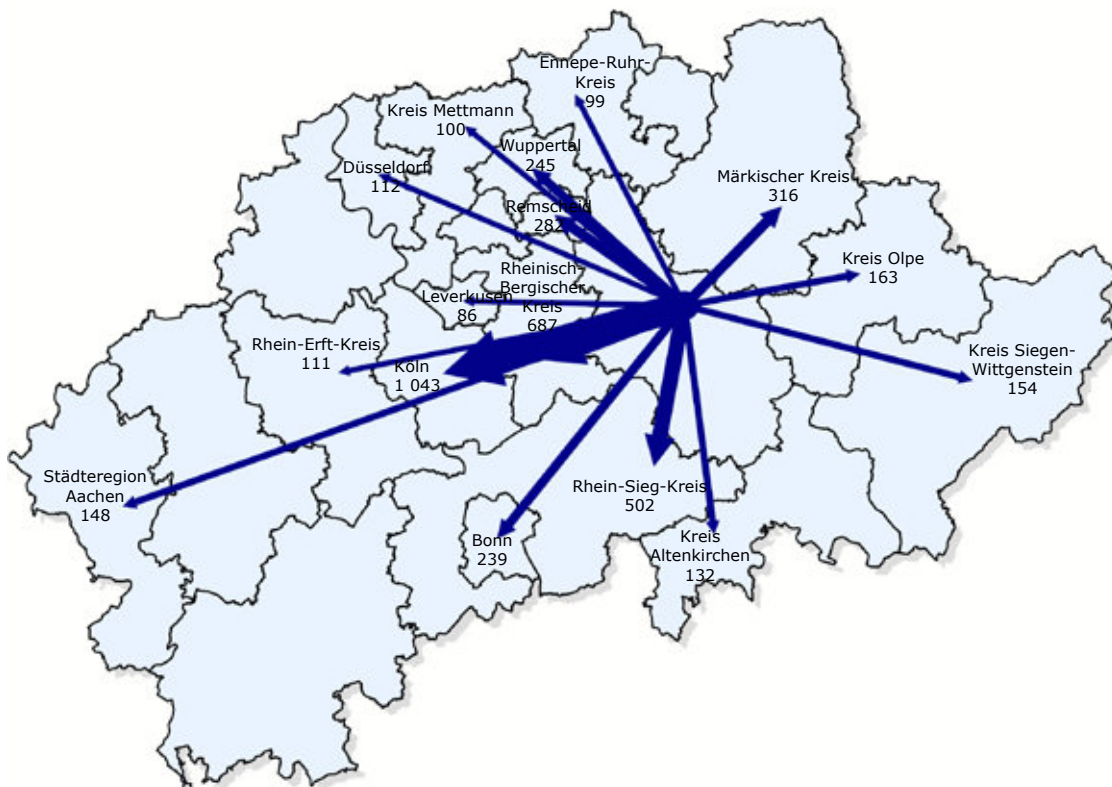 Ennepe-Ruhr-
Kreis
99
Kreis Mettmann
100
Wuppertal
245
Düsseldorf
112
Märkischer Kreis
316
Remscheid
282
Kreis Olpe
163
Rheinisch-
Bergischer
Kreis
687
Leverkusen
86
Rhein-Erft-Kreis
111
Köln
1 043
Kreis Siegen-
Wittgenstein
154
Städteregion
Aachen
148
Rhein-Sieg-Kreis
502
Bonn
239
Kreis
Altenkirchen
132